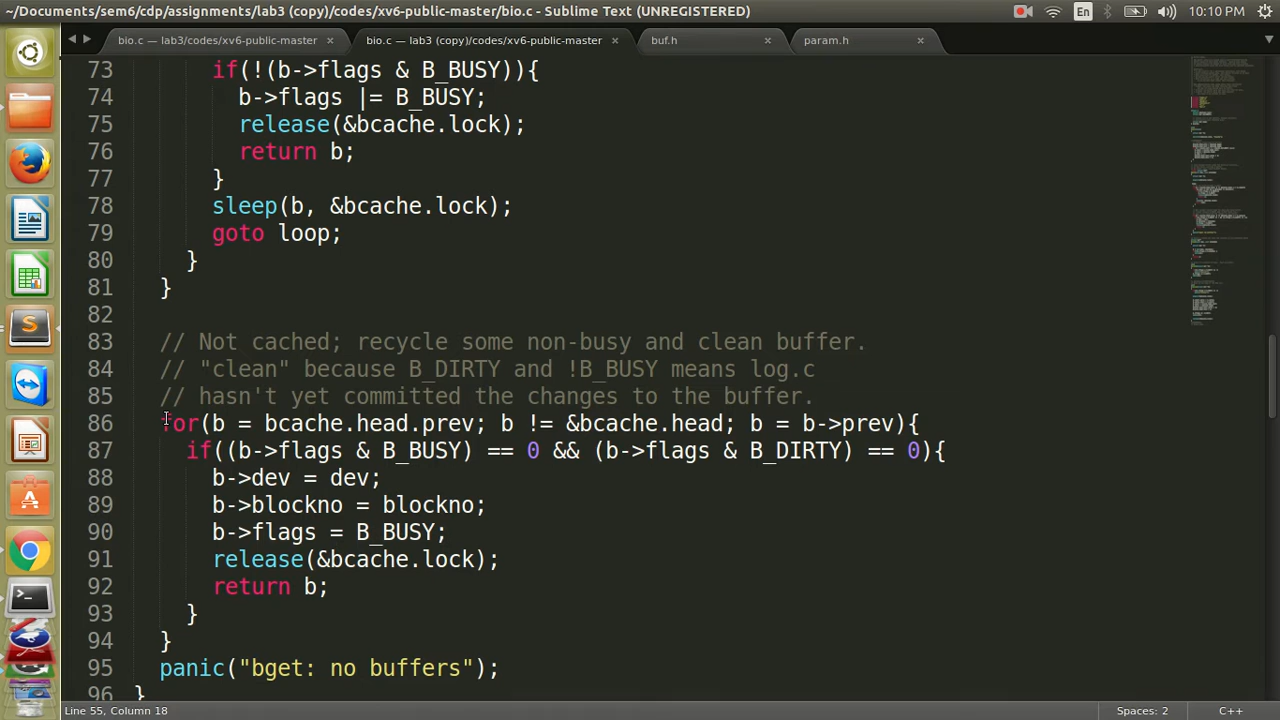 ~/Documents/sem6/cdp/assignments/lab3 (copy)/codes/xv6-public-master/bio.c - Sublime Text (UNREGISTERED)
En
10:10 PM
bio.c — lab3/codes/xv6-public-master ×
bio.c — lab3 (copy)/codes/xv6-public-master ×
buf.h ×
param.h ×
73 if(!(b->flags & B_BUSY)){
74 b->flags |= B_BUSY;
75 release(&bcache.lock);
76 return b;
77 }
78 sleep(b, &bcache.lock);
79 goto loop;
80 }
81 }
82
83 // Not cached; recycle some non-busy and clean buffer.
84 // "clean" because B_DIRTY and !B_BUSY means log.c
85 // hasn't yet committed the changes to the buffer.
86 for(b = bcache.head.prev; b != &bcache.head; b = b->prev){
87 if((b->flags & B_BUSY) == 0 && (b->flags & B_DIRTY) == 0){
88 b->dev = dev;
89 b->blockno = blockno;
90 b->flags = B_BUSY;
91 release(&bcache.lock);
92 return b;
93 }
94 }
95 panic("bget: no buffers");
96 }
Line 55, Column 18
Spaces: 2
C++